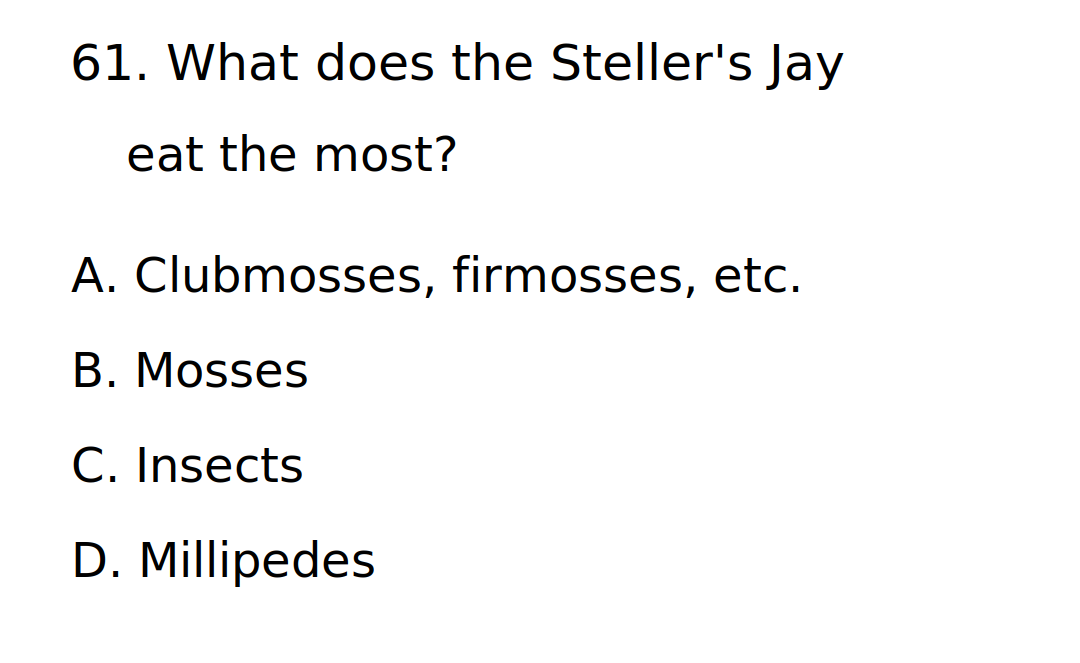 61. What does the Steller's Jay
eat the most?
A. Clubmosses, firmosses, etc.
B. Mosses
C. Insects
D. Millipedes